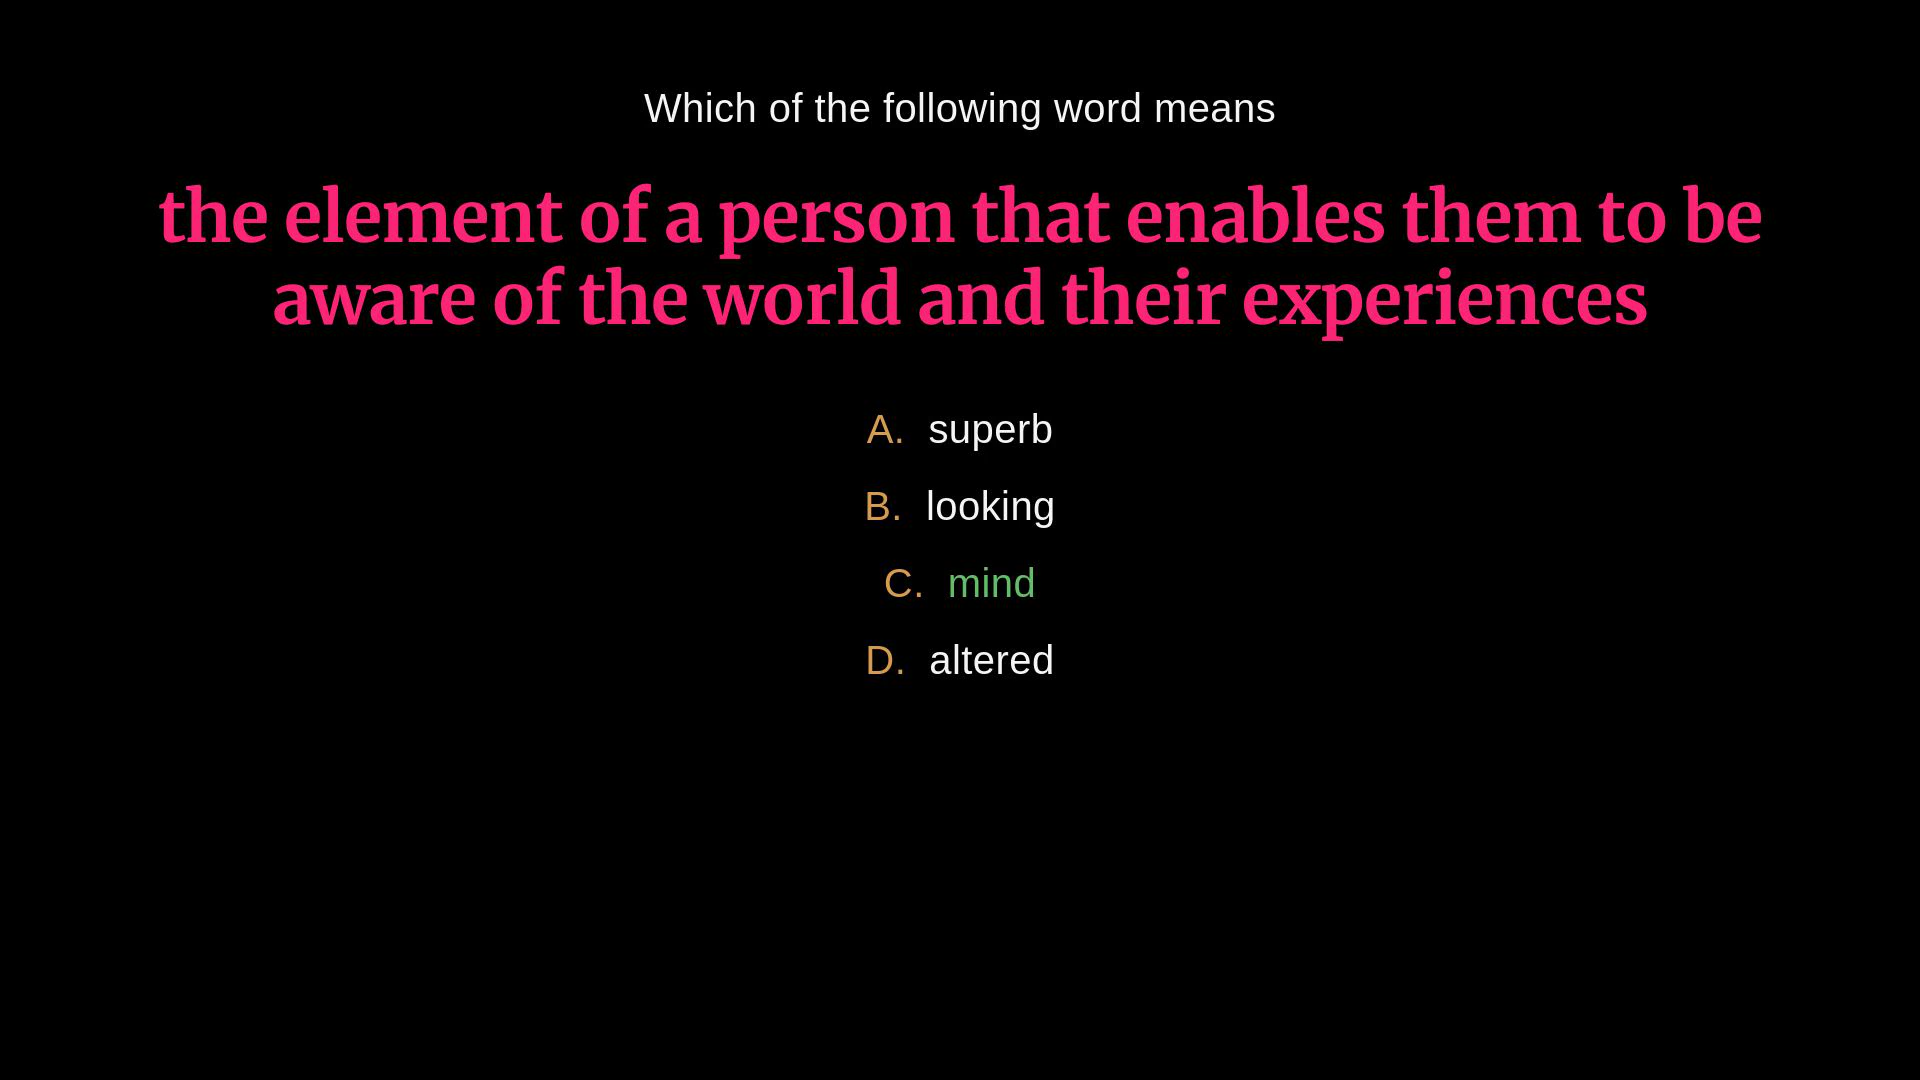 Which of the following word means
the element of a person that enables them to be
aware of the world and their experiences
A. superb
B. looking
C. mind
D. altered